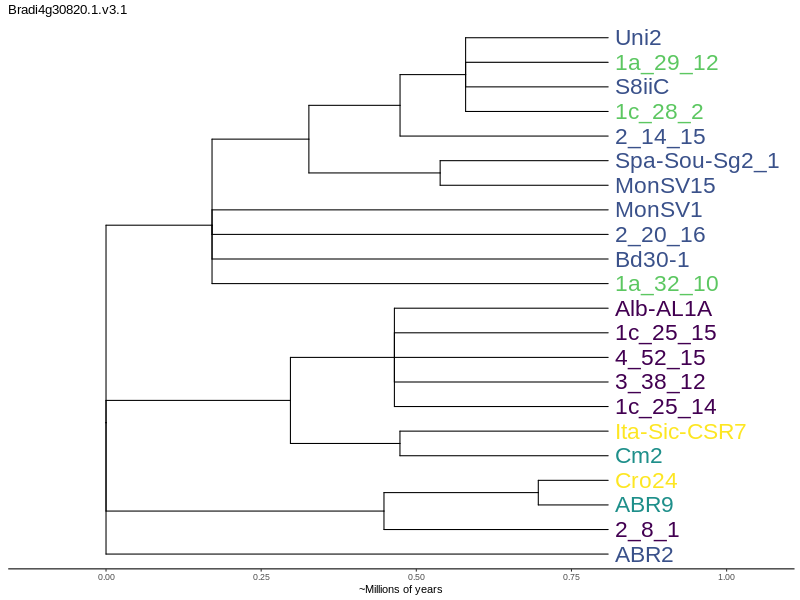 Bradi4g30820.1.v3.1
Uni2
1a_29_12
S8iiC
1c_28_2
2_14_15
Spa-Sou-Sg2_1
MonSV15
MonSV1
2_20_16
Bd30-1
1a_32_10
Alb-AL1A
1c_25_15
4_52_15
3_38_12
1c_25_14
Ita-Sic-CSR7
Cm2
Cro24
ABR9
2_8_1
ABR2
0.00 0.25 0.50 0.75 1.00
~Millions of years